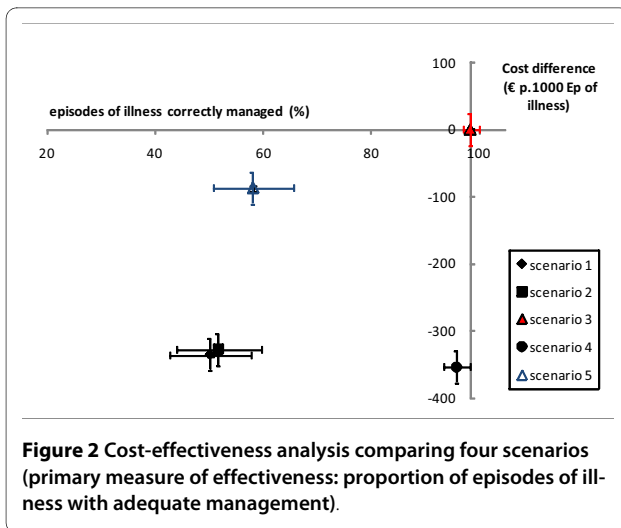 100
Cost difference
(€ p.1000 Ep of
illness)
episodes of illness correctly managed (%)
0
20 40 60 80 100
-100
-200
-300
-400
scenario 1
scenario 2
scenario 3
scenario 4
scenario 5
Figure 2 Cost-effectiveness analysis comparing four scenarios
(primary measure of effectiveness: proportion of episodes of ill-
ness with adequate management).